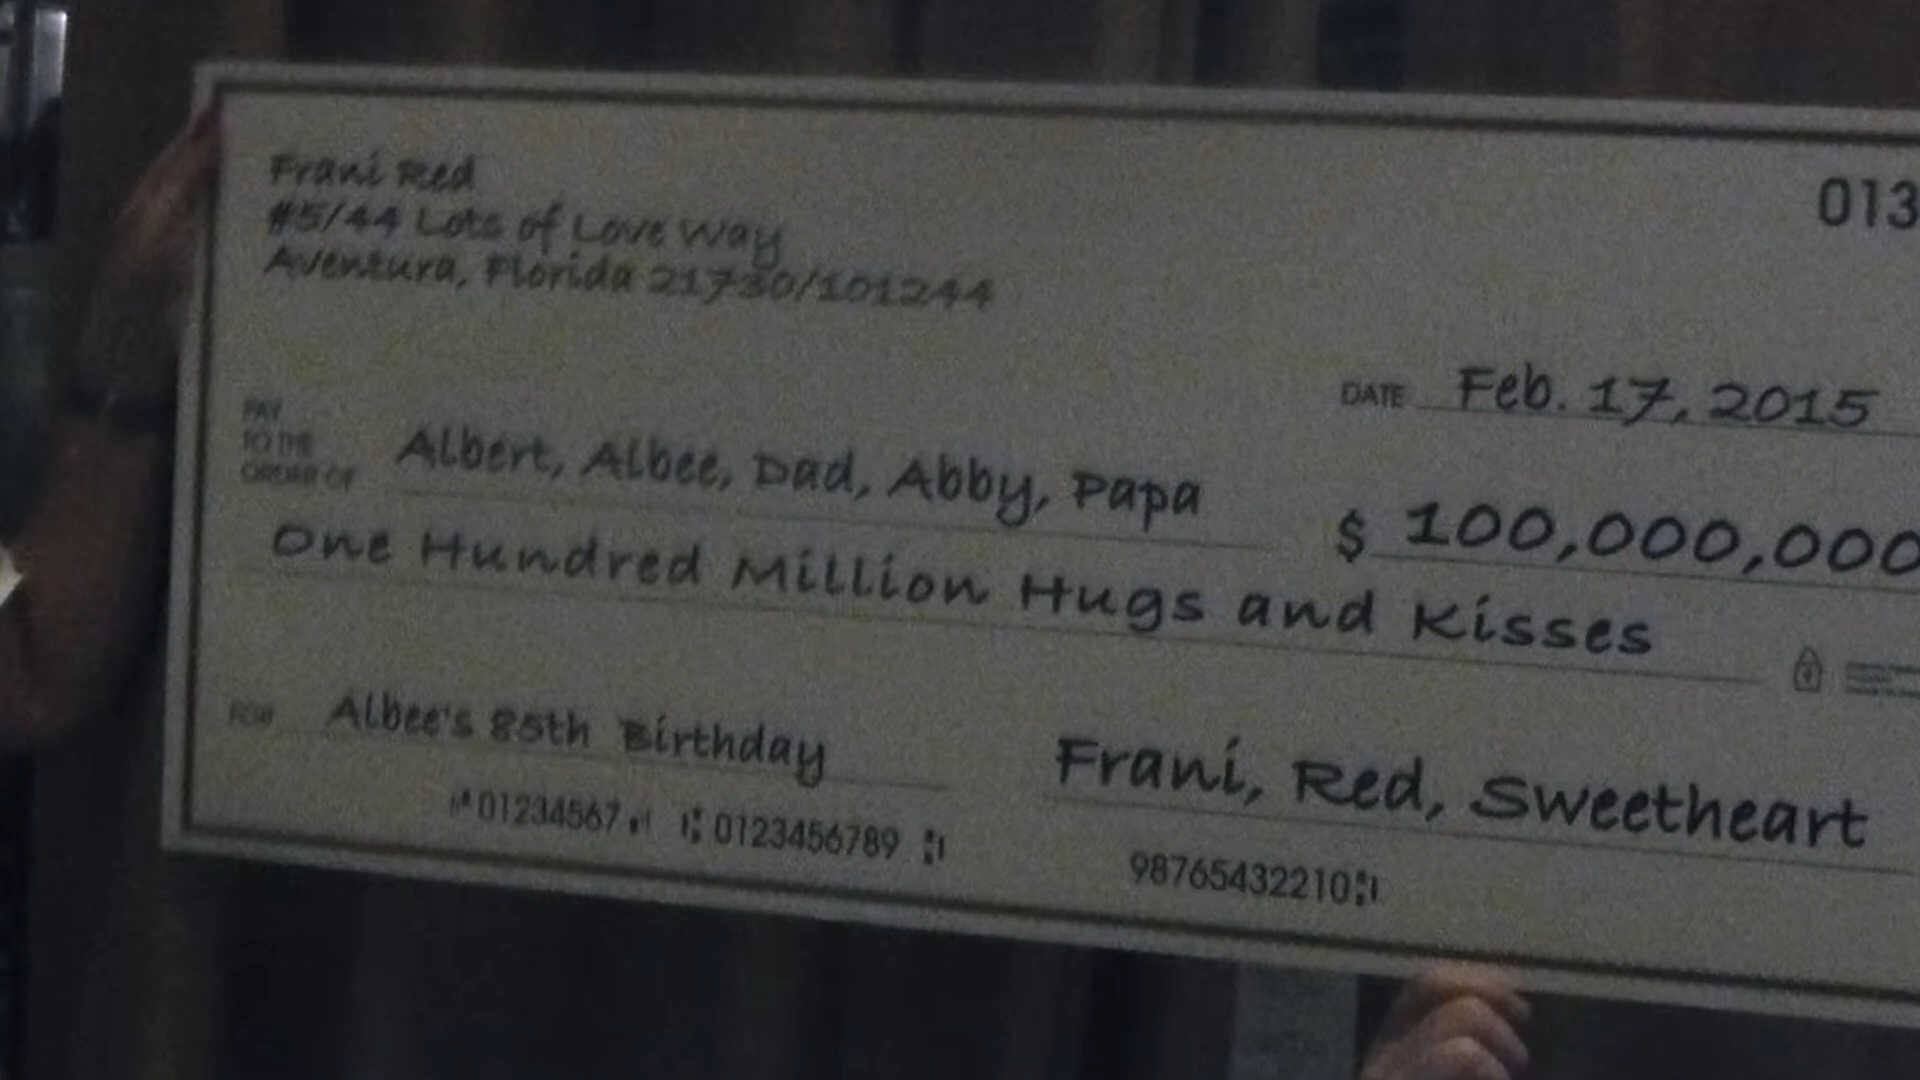 Frani Red
#5/44 Lots of Love Way
Aventura, Florida 21730/101244
013
DATE Feb. 17, 2015
PAY
TO THE
ORDER OF
Albert, Albee, Dad, Abby, Papa
$ 100,000,000
One Hundred Million Hugs and Kisses
FOR Albee's 85th Birthday
Frani, Red, Sweetheart
01234567 0123456789 98765432210